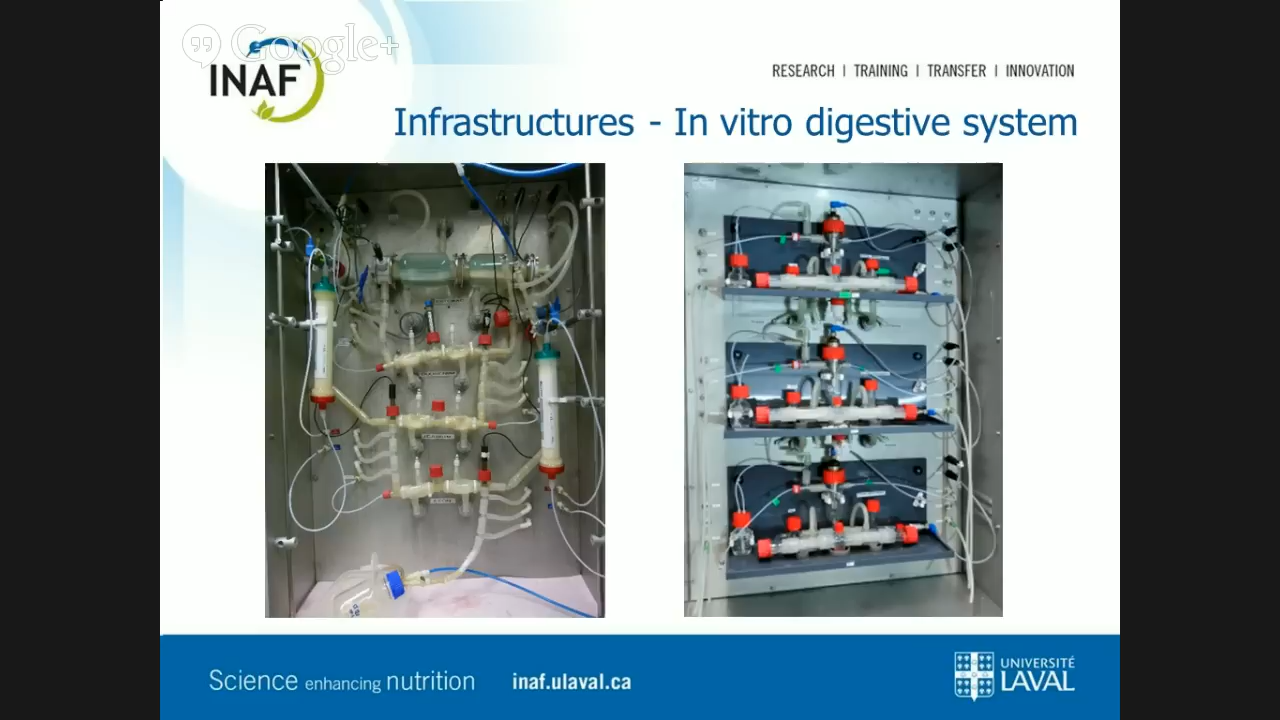 Google+
INAF
RESEARCH | TRAINING | TRANSFER | INNOVATION
Infrastructures - In vitro digestive system
Science enhancing nutrition
inaf.ulaval.ca
UNIVERSITÉ
LAVAL